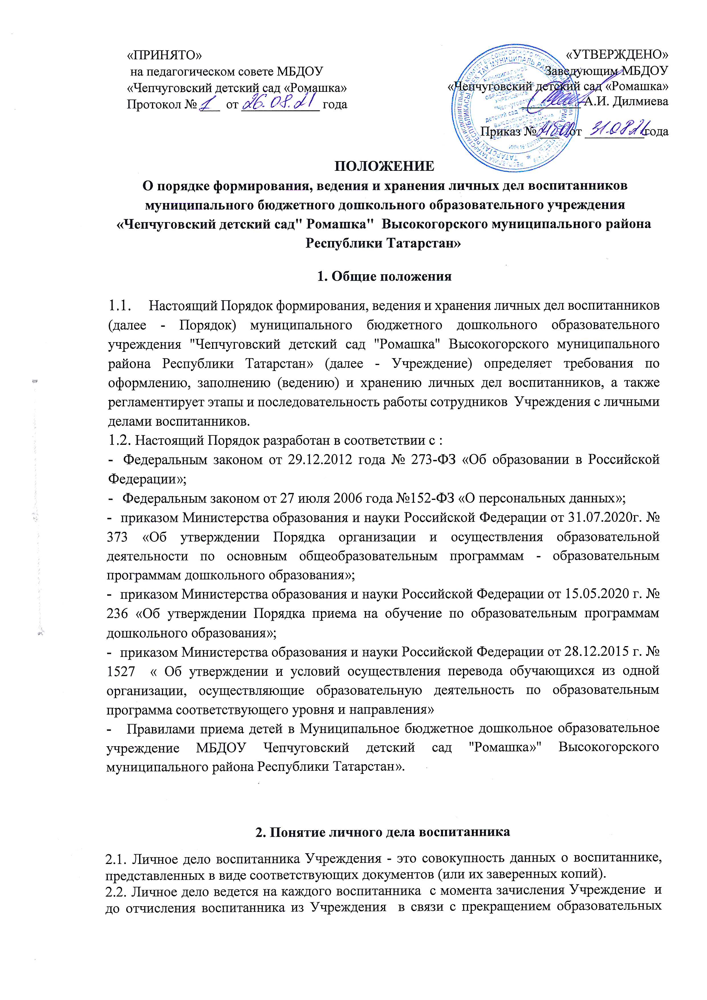 «ПРИНЯТО»
на педагогическом совете МБДОУ
«Чепчуговский детский сад «Ромашка»
Протокол № 1 от 26.08.21 года
«УТВЕРЖДЕНО»
Заведующим МБДОУ
«Чепчуговский детский сад «Ромашка»
А.И. Дилмиева
Приказ № от 31.08.21 года
МУНИЦИПАЛЬНОЕ
БЮДЖЕТНОЕ
ДОШКОЛЬНОЕ
ОБРАЗОВАТЕЛЬНОЕ
УЧРЕЖДЕНИЕ
"Чепчуговский
детский сад "Ромашка"
ВЫСОКОГОРСКОГО
МУНИЦИПАЛЬНОГО РАЙОНА
РЕСПУБЛИКИ ТАТАРСТАН
ПОЛОЖЕНИЕ
О порядке формирования, ведения и хранения личных дел воспитанников
муниципального бюджетного дошкольного образовательного учреждения
«Чепчуговский детский сад" Ромашка" Высокогорского муниципального района
Республики Татарстан»
1. Общие положения
1.1. Настоящий Порядок формирования, ведения и хранения личных дел воспитанников
(далее - Порядок) муниципального бюджетного дошкольного образовательного
учреждения "Чепчуговский детский сад "Ромашка" Высокогорского муниципального
района Республики Татарстан» (далее - Учреждение) определяет требования по
оформлению, заполнению (ведению) и хранению личных дел воспитанников, а также
регламентирует этапы и последовательность работы сотрудников Учреждения с личными
делами воспитанников.
1.2. Настоящий Порядок разработан в соответствии с :
- Федеральным законом от 29.12.2012 года № 273-ФЗ «Об образовании в Российской
Федерации»;
- Федеральным законом от 27 июля 2006 года №152-ФЗ «О персональных данных»;
- приказом Министерства образования и науки Российской Федерации от 31.07.2020г. №
373 «Об утверждении Порядка организации и осуществления образовательной
деятельности по основным общеобразовательным программам - образовательным
программам дошкольного образования»;
- приказом Министерства образования и науки Российской Федерации от 15.05.2020 г. №
236 «Об утверждении Порядка приема на обучение по образовательным программам
дошкольного образования»;
- приказом Министерства образования и науки Российской Федерации от 28.12.2015 г. №
1527 « Об утверждении и условий осуществления перевода обучающихся из одной
организации, осуществляющие образовательную деятельность по образовательным
программа соответствующего уровня и направления»
- Правилами приема детей в Муниципальное бюджетное дошкольное образовательное
учреждение МБДОУ Чепчуговский детский сад "Ромашка»" Высокогорского
муниципального района Республики Татарстан».
2. Понятие личного дела воспитанника
2.1. Личное дело воспитанника Учреждения - это совокупность данных о воспитаннике,
представленных в виде соответствующих документов (или их заверенных копий).
2.2. Личное дело ведется на каждого воспитанника с момента зачисления Учреждение и
до отчисления воспитанника из Учреждения в связи с прекращением образовательных